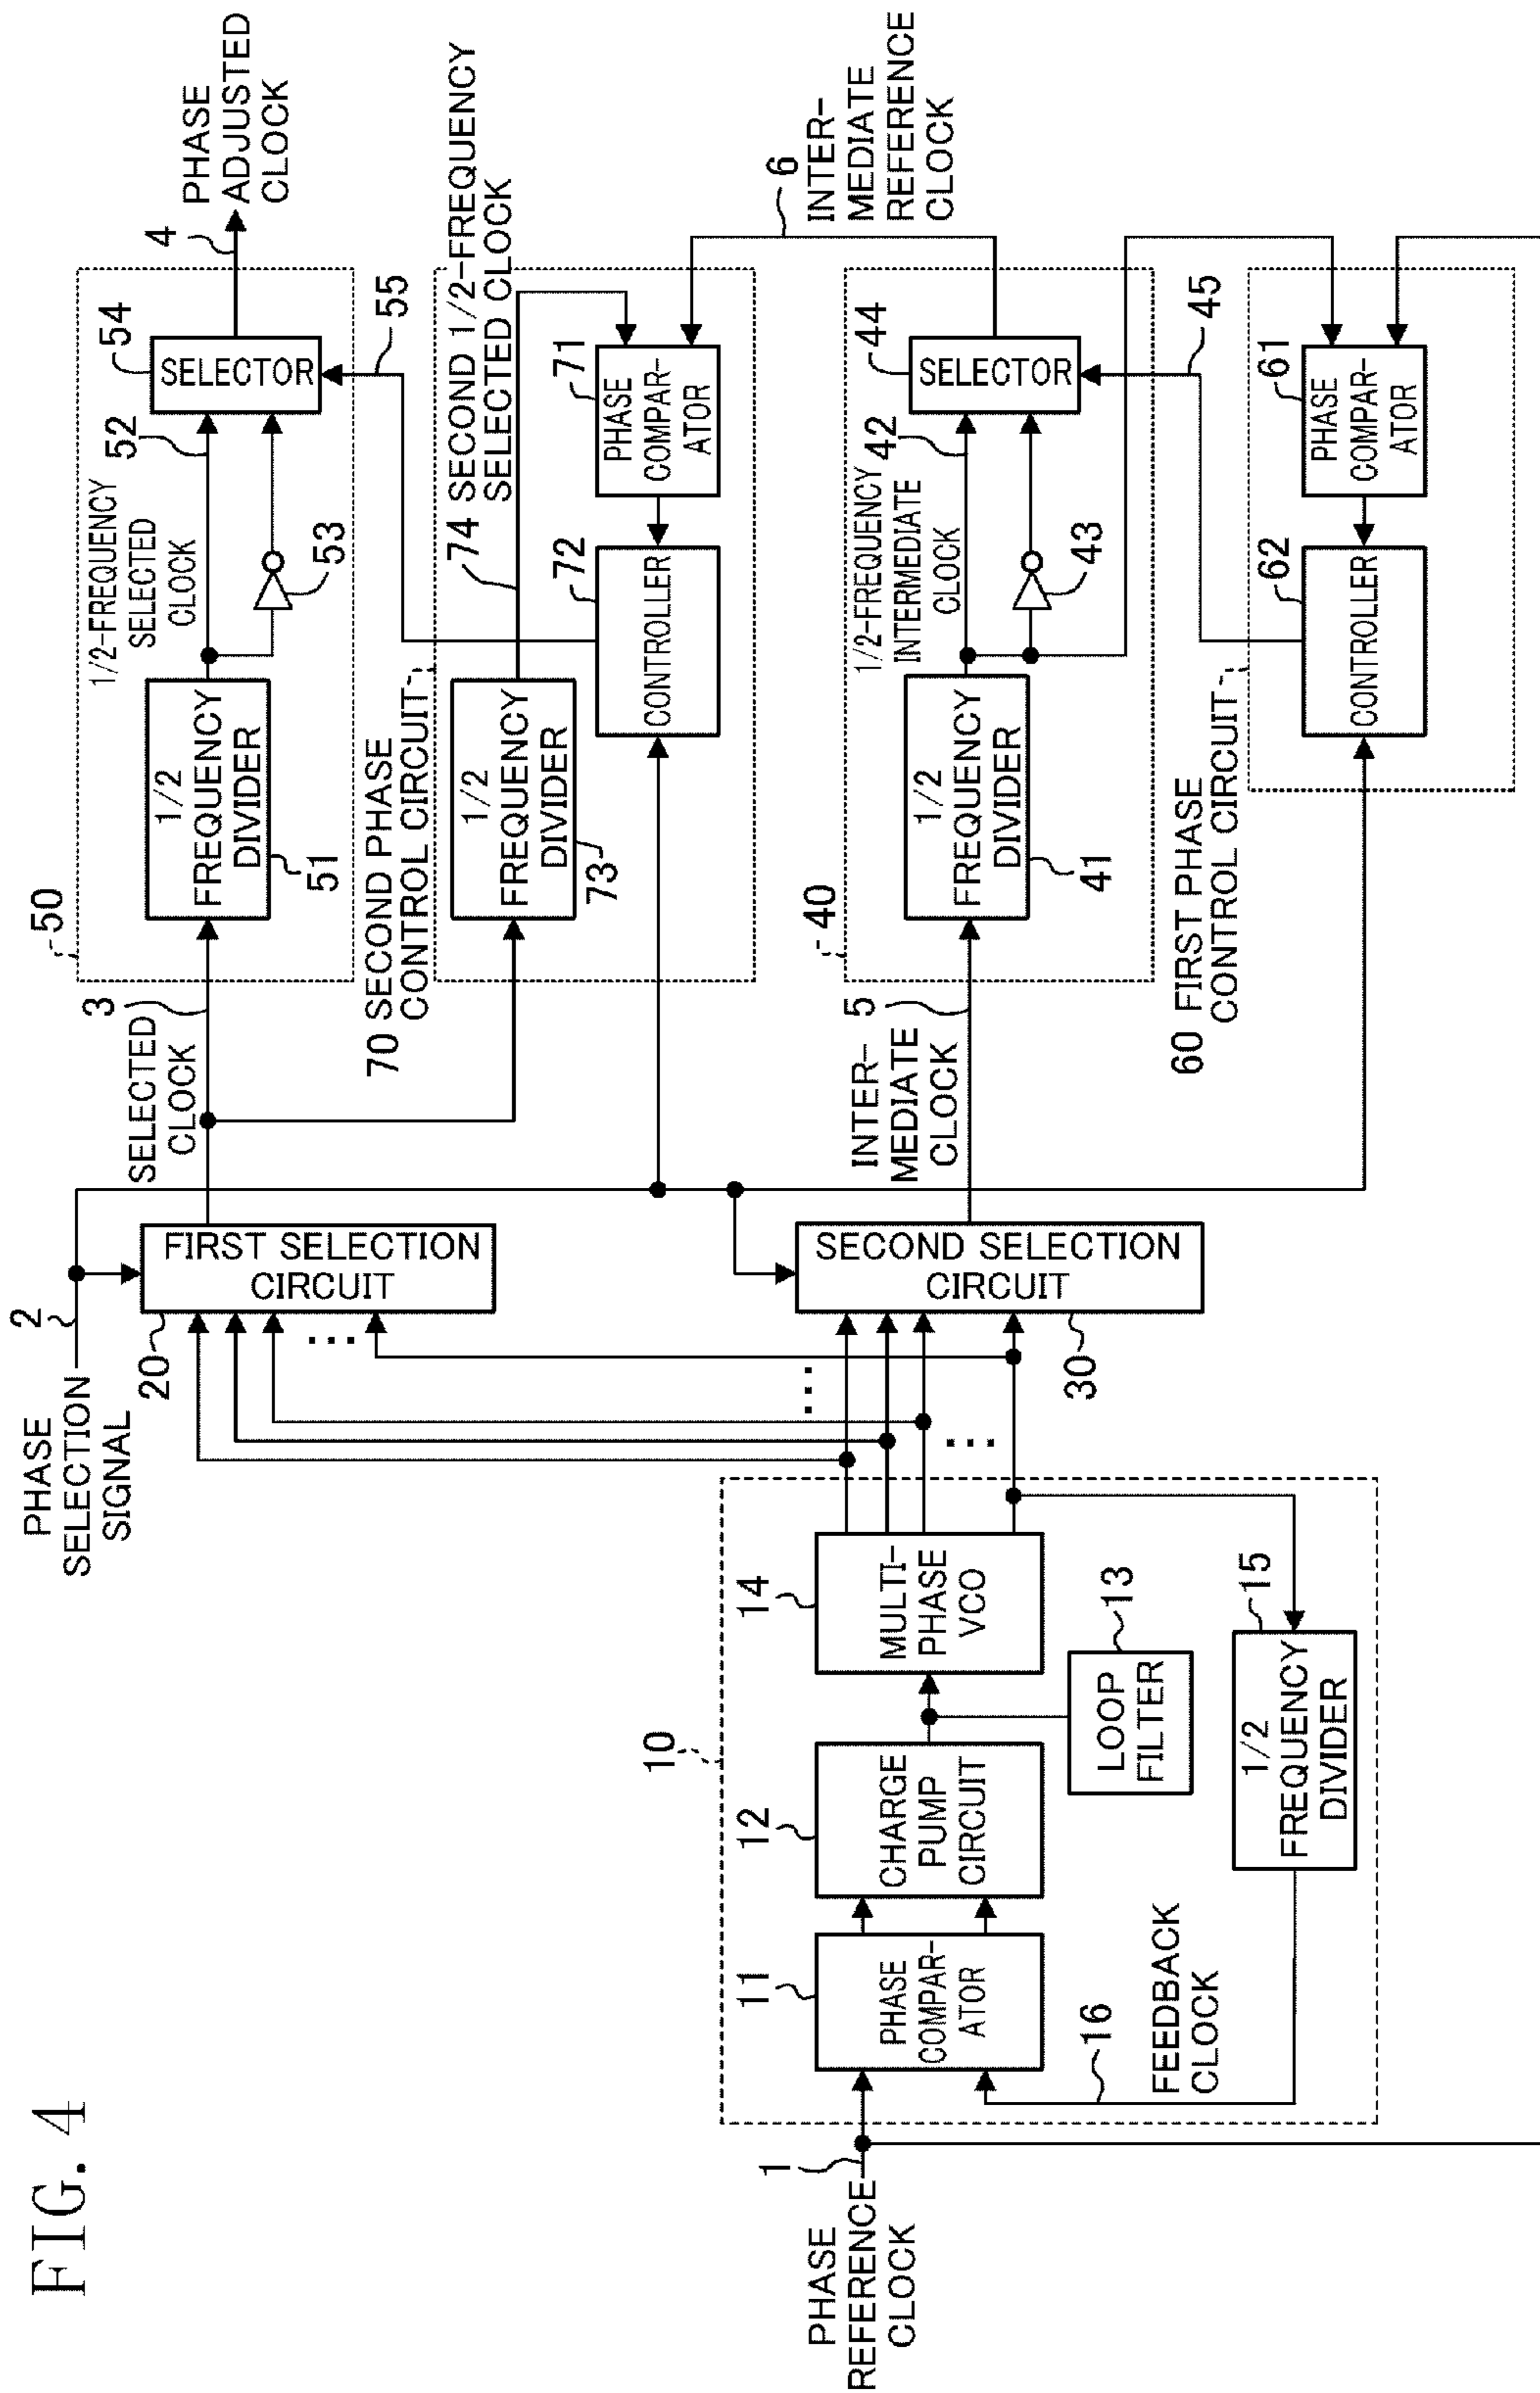 FIG. 4
PHASE
REFERENCE
CLOCK
1
10
11
PHASE
COMPAR-
ATOR
12
CHARGE
PUMP
CIRCUIT
14
MULTI-
PHASE
VCO
LOOP
FILTER
13
1/2
FREQUENCY
DIVIDER
15
16
FEEDBACK
CLOCK
PHASE
SELECTION
SIGNAL
2
20
FIRST SELECTION
CIRCUIT
...
...
...
SECOND SELECTION
CIRCUIT
30
SELECTED
CLOCK
3
50
1/2
FREQUENCY
DIVIDER
51
1/2-FREQUENCY
SELECTED
CLOCK
52
53
54
SELECTOR
55
4
PHASE
ADJUSTED
CLOCK
70 SECOND PHASE
CONTROL CIRCUIT
1/2
FREQUENCY
DIVIDER
73
74 SECOND 1/2-FREQUENCY
SELECTED CLOCK
72
CONTROLLER
71
PHASE
COMPAR-
ATOR
6
INTER-
MEDIATE
REFERENCE
CLOCK
INTER-
MEDIATE
CLOCK
5
40
1/2
FREQUENCY
DIVIDER
41
1/2-FREQUENCY
INTERMEDIATE
CLOCK
42
43
44
SELECTOR
45
60 FIRST PHASE
CONTROL CIRCUIT
62
CONTROLLER
61
PHASE
COMPAR-
ATOR